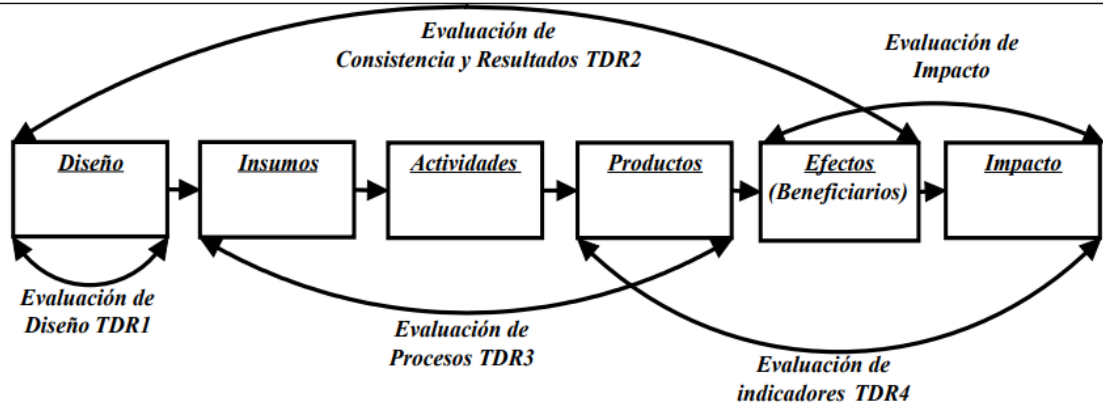 Evaluación de
Consistencia y Resultados TDR2
Evaluación de
Impacto
Diseño
Insumos
Actividades
Productos
Efectos
(Beneficiarios)
Impacto
Evaluación de
Diseño TDR1
Evaluación de
Procesos TDR3
Evaluación de
indicadores TDR4